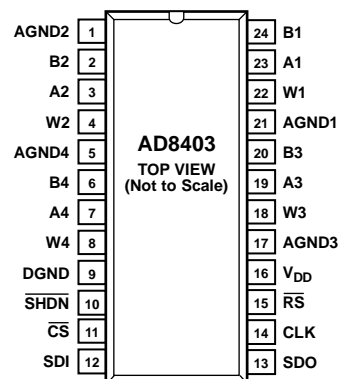 AGND2 1 24 B1
B2 2 23 A1
A2 3 22 W1
W2 4 21 AGND1
AGND4 5 20 B3
B4 6 19 A3
A4 7 18 W3
W4 8 17 AGND3
DGND 9 16 VDD
SHDN 10 15 RS
CS 11 14 CLK
SDI 12 13 SDO
AD8403
TOP VIEW
(Not to Scale)